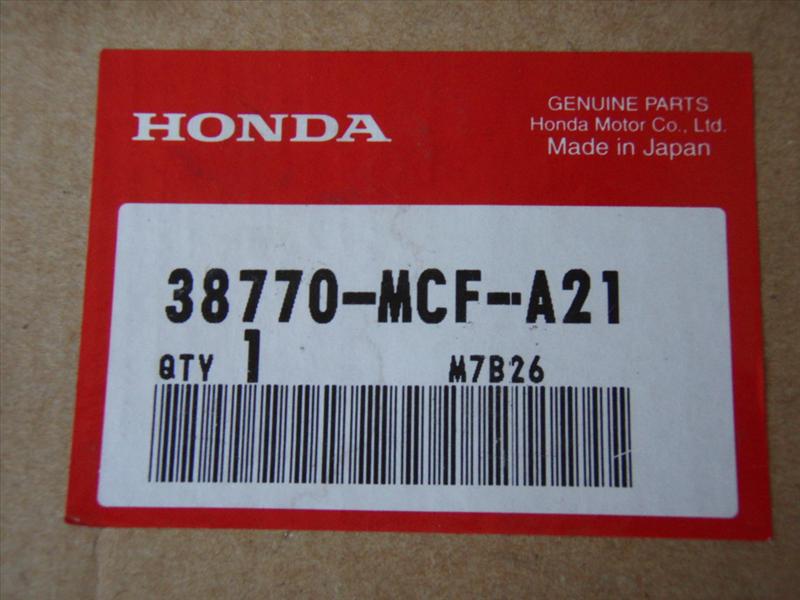 HONDA
GENUINE PARTS
Honda Motor Co., Ltd.
Made in Japan
38770-MCF--A21
QTY 1 M7B26